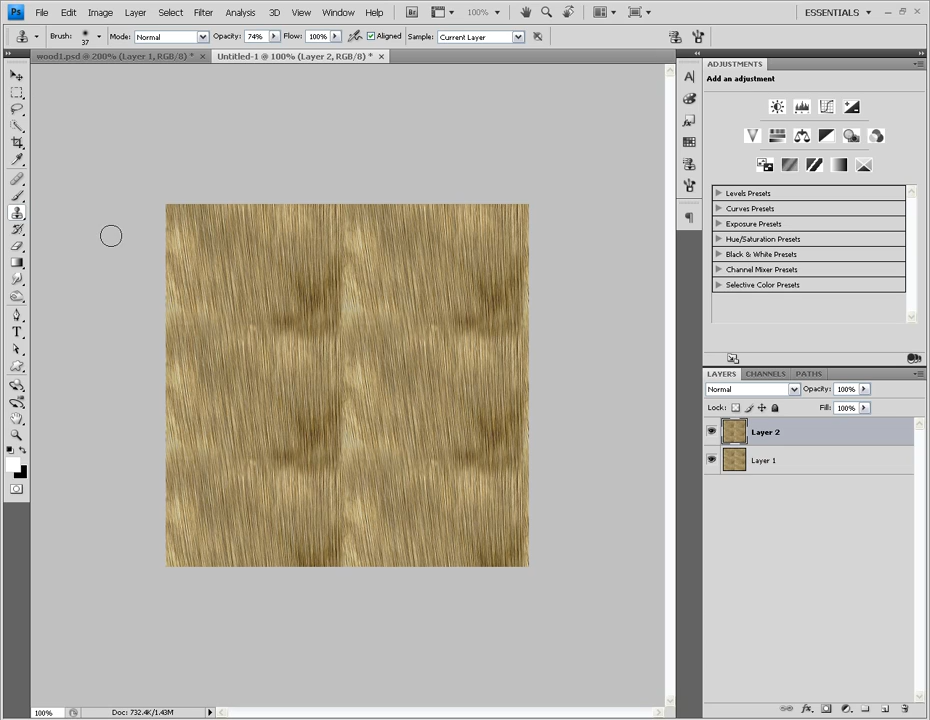 Ps File Edit Image Layer Select Filter Analysis 3D View Window Help Br 100% ESSENTIALS
Brush: 37 Mode: Normal Opacity: 74% Flow: 100% Aligned Sample: Current Layer
wood1.psd @ 200% (Layer 1, RGB/8) * Untitled-1 @ 100% (Layer 2, RGB/8) *
ADJUSTMENTS
Add an adjustment
Levels Presets
Curves Presets
Exposure Presets
Hue/Saturation Presets
Black & White Presets
Channel Mixer Presets
Selective Color Presets
LAYERS CHANNELS PATHS
Normal Opacity: 100%
Lock: Fill: 100%
Layer 2
Layer 1
100% Doc: 732.4K/1.43M